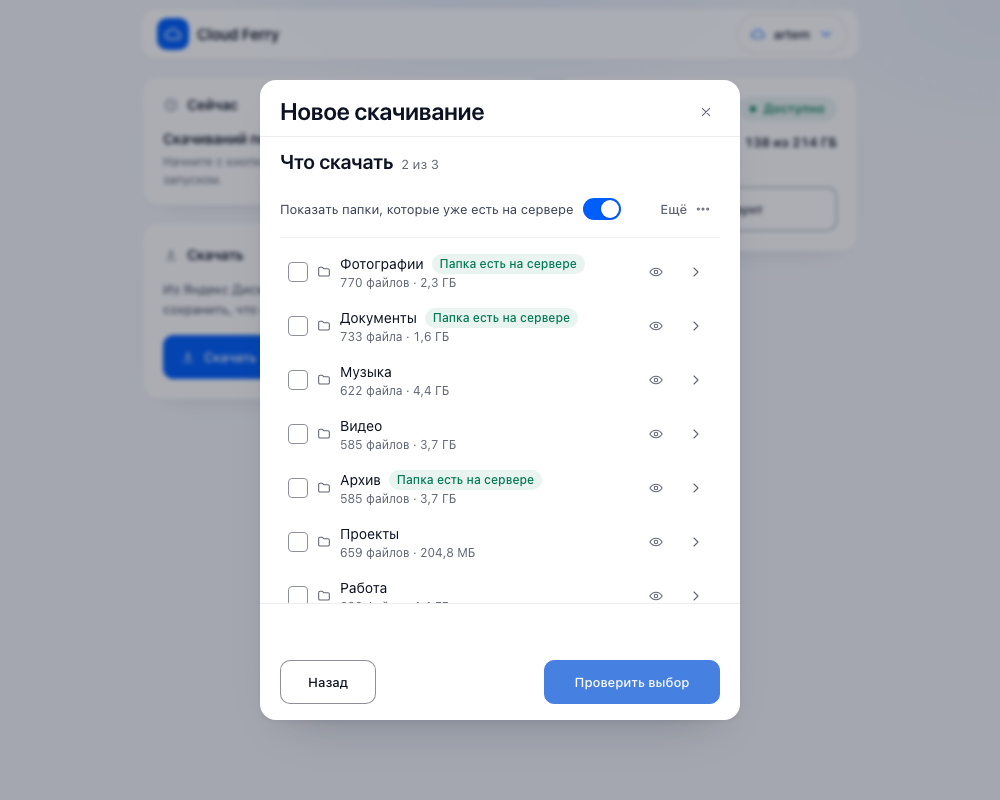 Cloud Ferry
artem
Новое скачивание
Сейчас
Доступно
Что скачать 2 из 3
138 из 214 ГБ
Показать папки, которые уже есть на сервере
Ещё
Фотографии Папка есть на сервере
770 файлов · 2,3 ГБ
Скачать
Документы Папка есть на сервере
733 файла · 1,6 ГБ
Скачать
Музыка
622 файла · 4,4 ГБ
Видео
585 файлов · 3,7 ГБ
Архив Папка есть на сервере
585 файлов · 3,7 ГБ
Проекты
659 файлов · 204,8 МБ
Работа
Назад
Проверить выбор